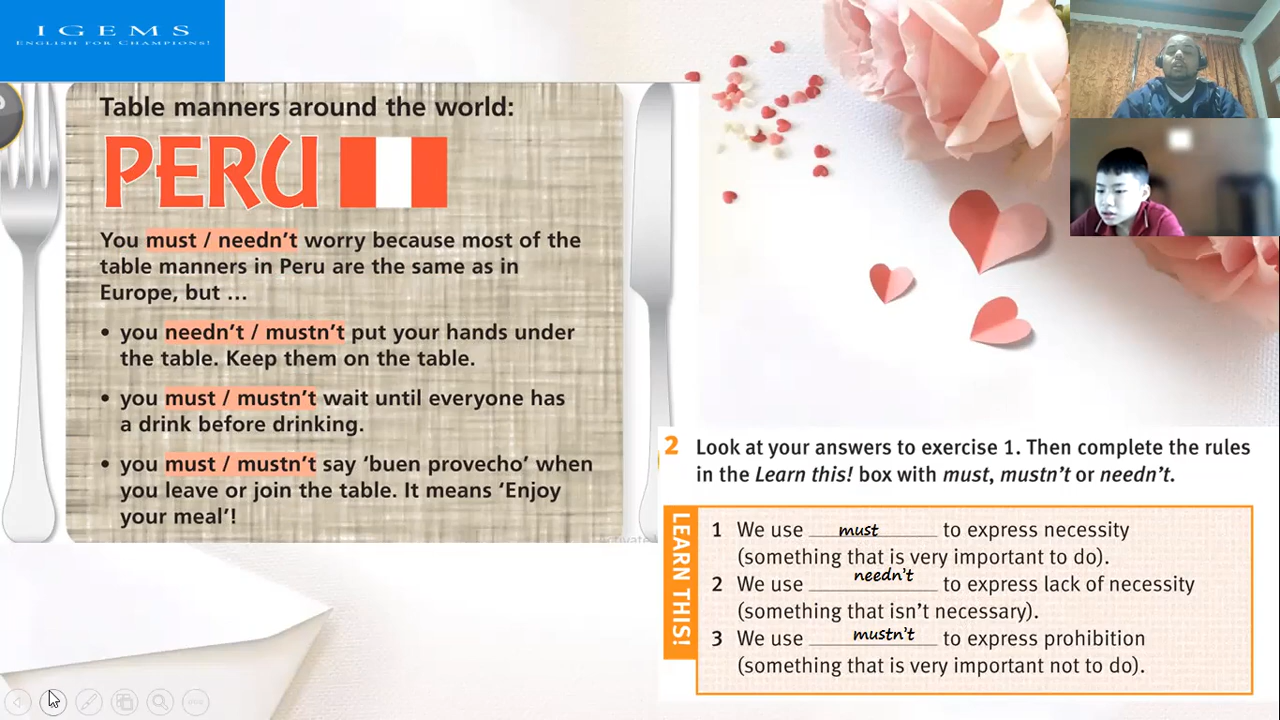 I G E M S
ENGLISH FOR CHAMPIONS!
Table manners around the world:
PERU
You must / needn't worry because most of the
table manners in Peru are the same as in
Europe, but ...
• you needn't / mustn't put your hands under
the table. Keep them on the table.
• you must / mustn't wait until everyone has
a drink before drinking.
• you must / mustn't say 'buen provecho' when
you leave or join the table. It means 'Enjoy
your meal'!
2 Look at your answers to exercise 1. Then complete the rules
in the Learn this! box with must, mustn't or needn't.
LEARN THIS!
1 We use must to express necessity
(something that is very important to do).
2 We use needn't to express lack of necessity
(something that isn't necessary).
3 We use mustn't to express prohibition
(something that is very important not to do).